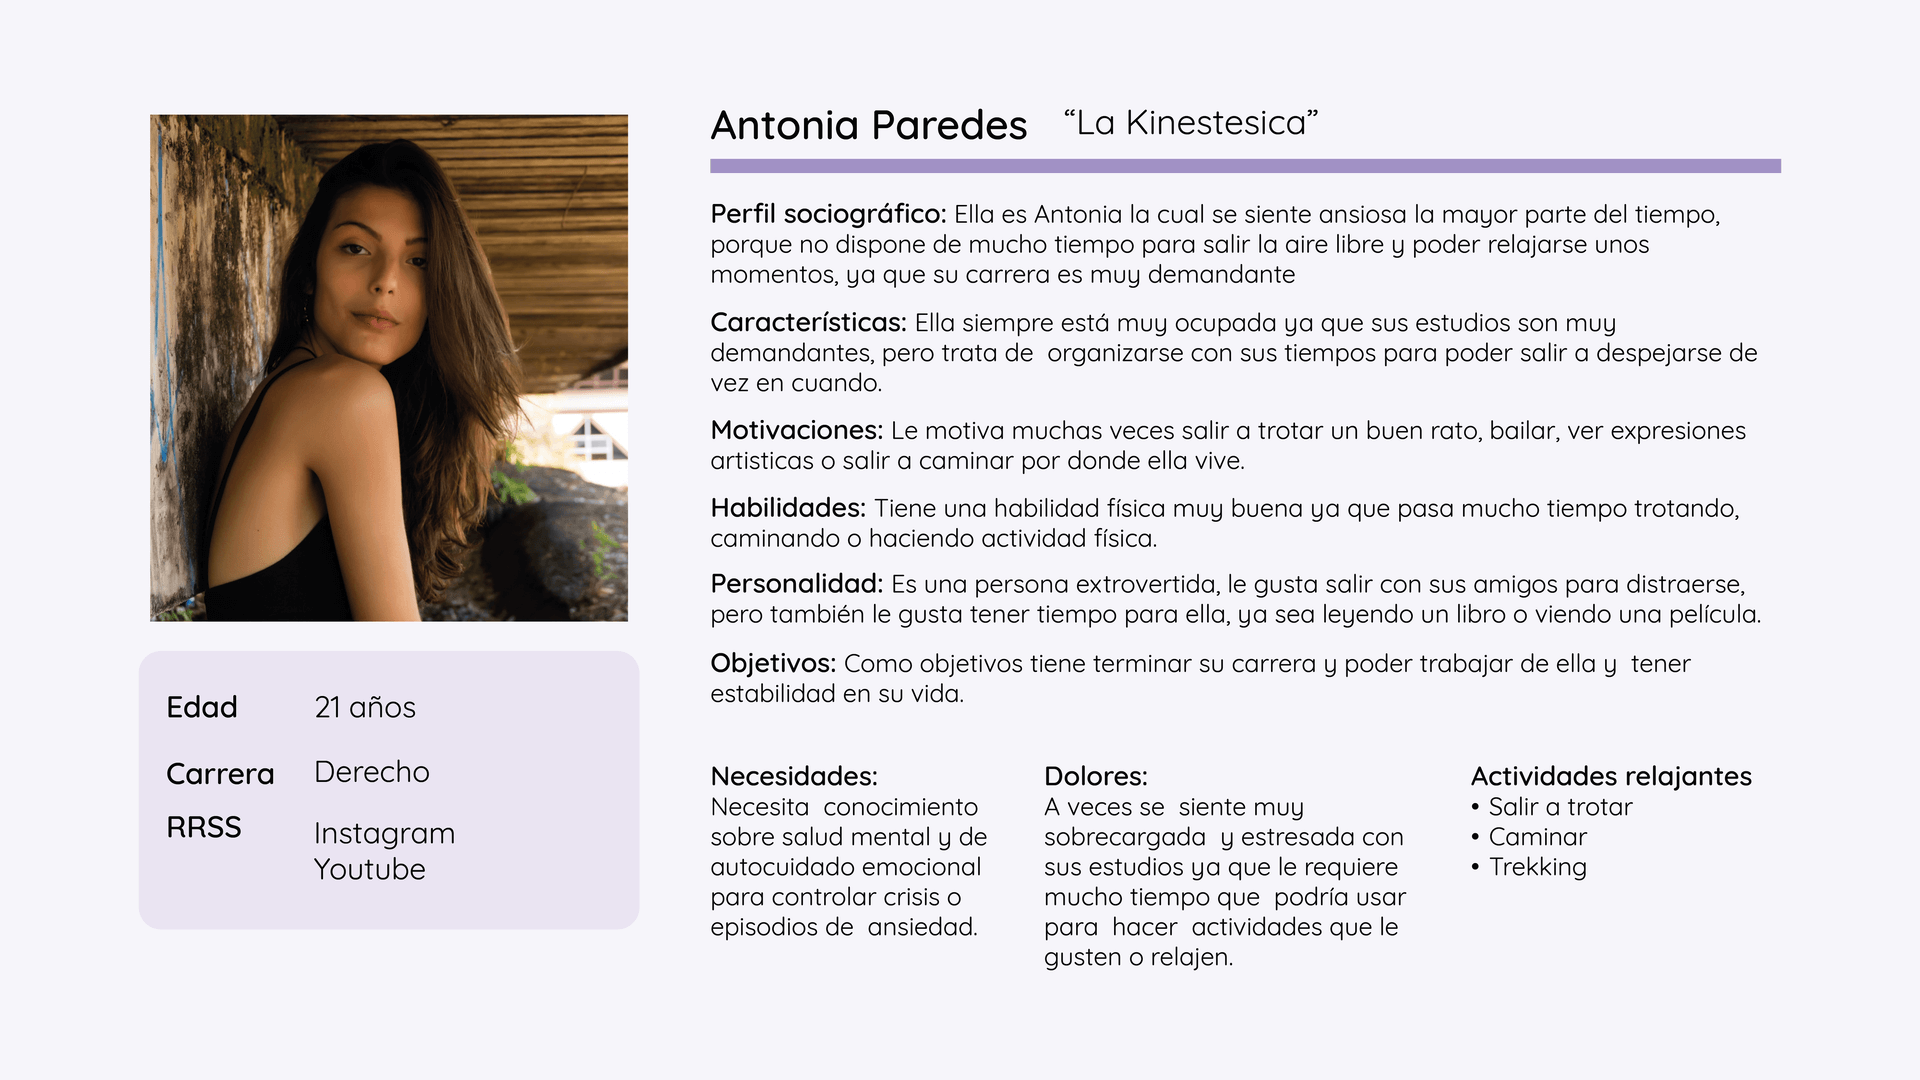 Antonia Paredes “La Kinestesica”
Perfil sociográfico: Ella es Antonia la cual se siente ansiosa la mayor parte del tiempo,
porque no dispone de mucho tiempo para salir la aire libre y poder relajarse unos
momentos, ya que su carrera es muy demandante
Características: Ella siempre está muy ocupada ya que sus estudios son muy
demandantes, pero trata de organizarse con sus tiempos para poder salir a despejarse de
vez en cuando.
Motivaciones: Le motiva muchas veces salir a trotar un buen rato, bailar, ver expresiones
artisticas o salir a caminar por donde ella vive.
Habilidades: Tiene una habilidad física muy buena ya que pasa mucho tiempo trotando,
caminando o haciendo actividad física.
Personalidad: Es una persona extrovertida, le gusta salir con sus amigos para distraerse,
pero también le gusta tener tiempo para ella, ya sea leyendo un libro o viendo una película.
Objetivos: Como objetivos tiene terminar su carrera y poder trabajar de ella y tener
estabilidad en su vida.
Edad 21 años
Carrera Derecho
RRSS Instagram
Youtube
Necesidades:
Necesita conocimiento
sobre salud mental y de
autocuidado emocional
para controlar crisis o
episodios de ansiedad.
Dolores:
A veces se siente muy
sobrecargada y estresada con
sus estudios ya que le requiere
mucho tiempo que podría usar
para hacer actividades que le
gusten o relajen.
Actividades relajantes
• Salir a trotar
• Caminar
• Trekking